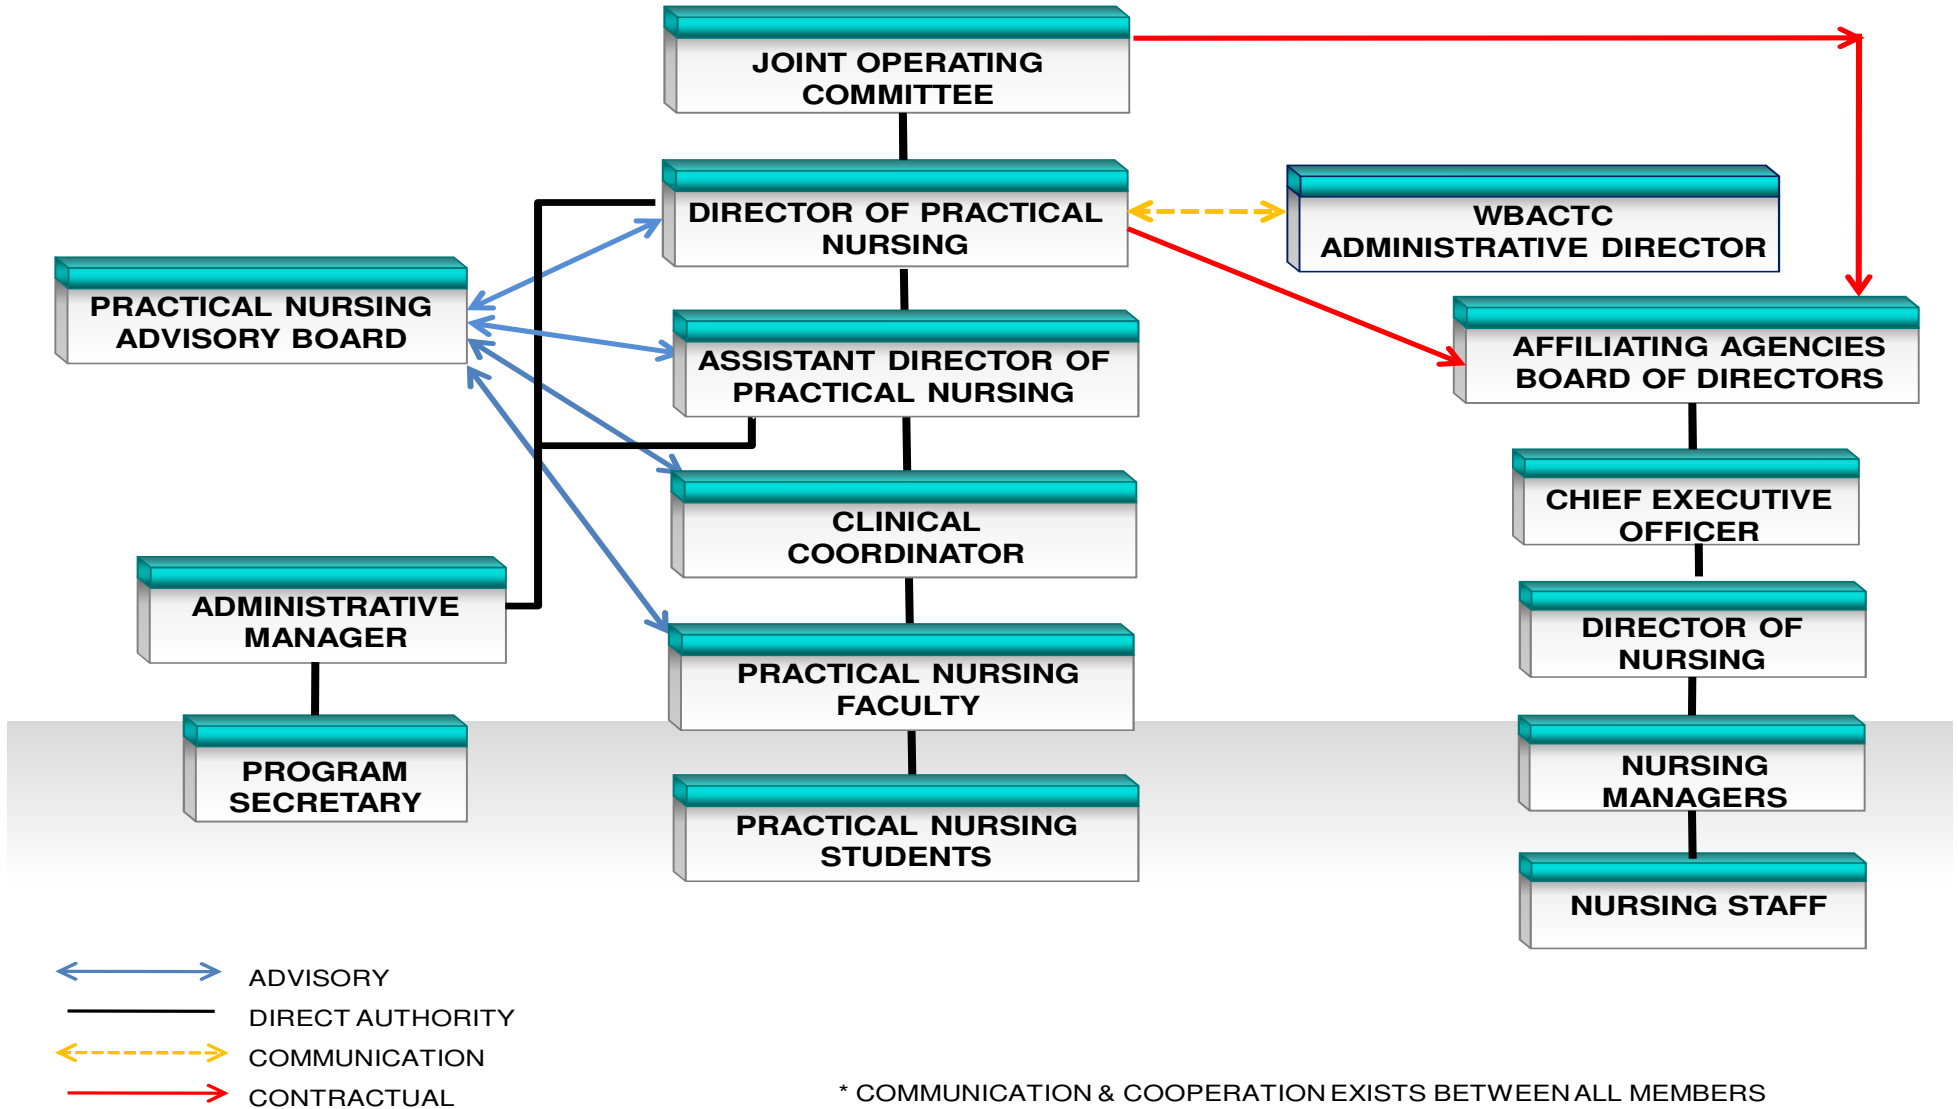 JOINT OPERATING
COMMITTEE
DIRECTOR OF PRACTICAL
NURSING
WBACTC
ADMINISTRATIVE DIRECTOR
PRACTICAL NURSING
ADVISORY BOARD
ASSISTANT DIRECTOR OF
PRACTICAL NURSING
AFFILIATING AGENCIES
BOARD OF DIRECTORS
CLINICAL
COORDINATOR
CHIEF EXECUTIVE
OFFICER
ADMINISTRATIVE
MANAGER
PRACTICAL NURSING
FACULTY
DIRECTOR OF
NURSING
PROGRAM
SECRETARY
PRACTICAL NURSING
STUDENTS
NURSING
MANAGERS
NURSING STAFF
ADVISORY
DIRECT AUTHORITY
COMMUNICATION
CONTRACTUAL
* COMMUNICATION & COOPERATION EXISTS BETWEEN ALL MEMBERS